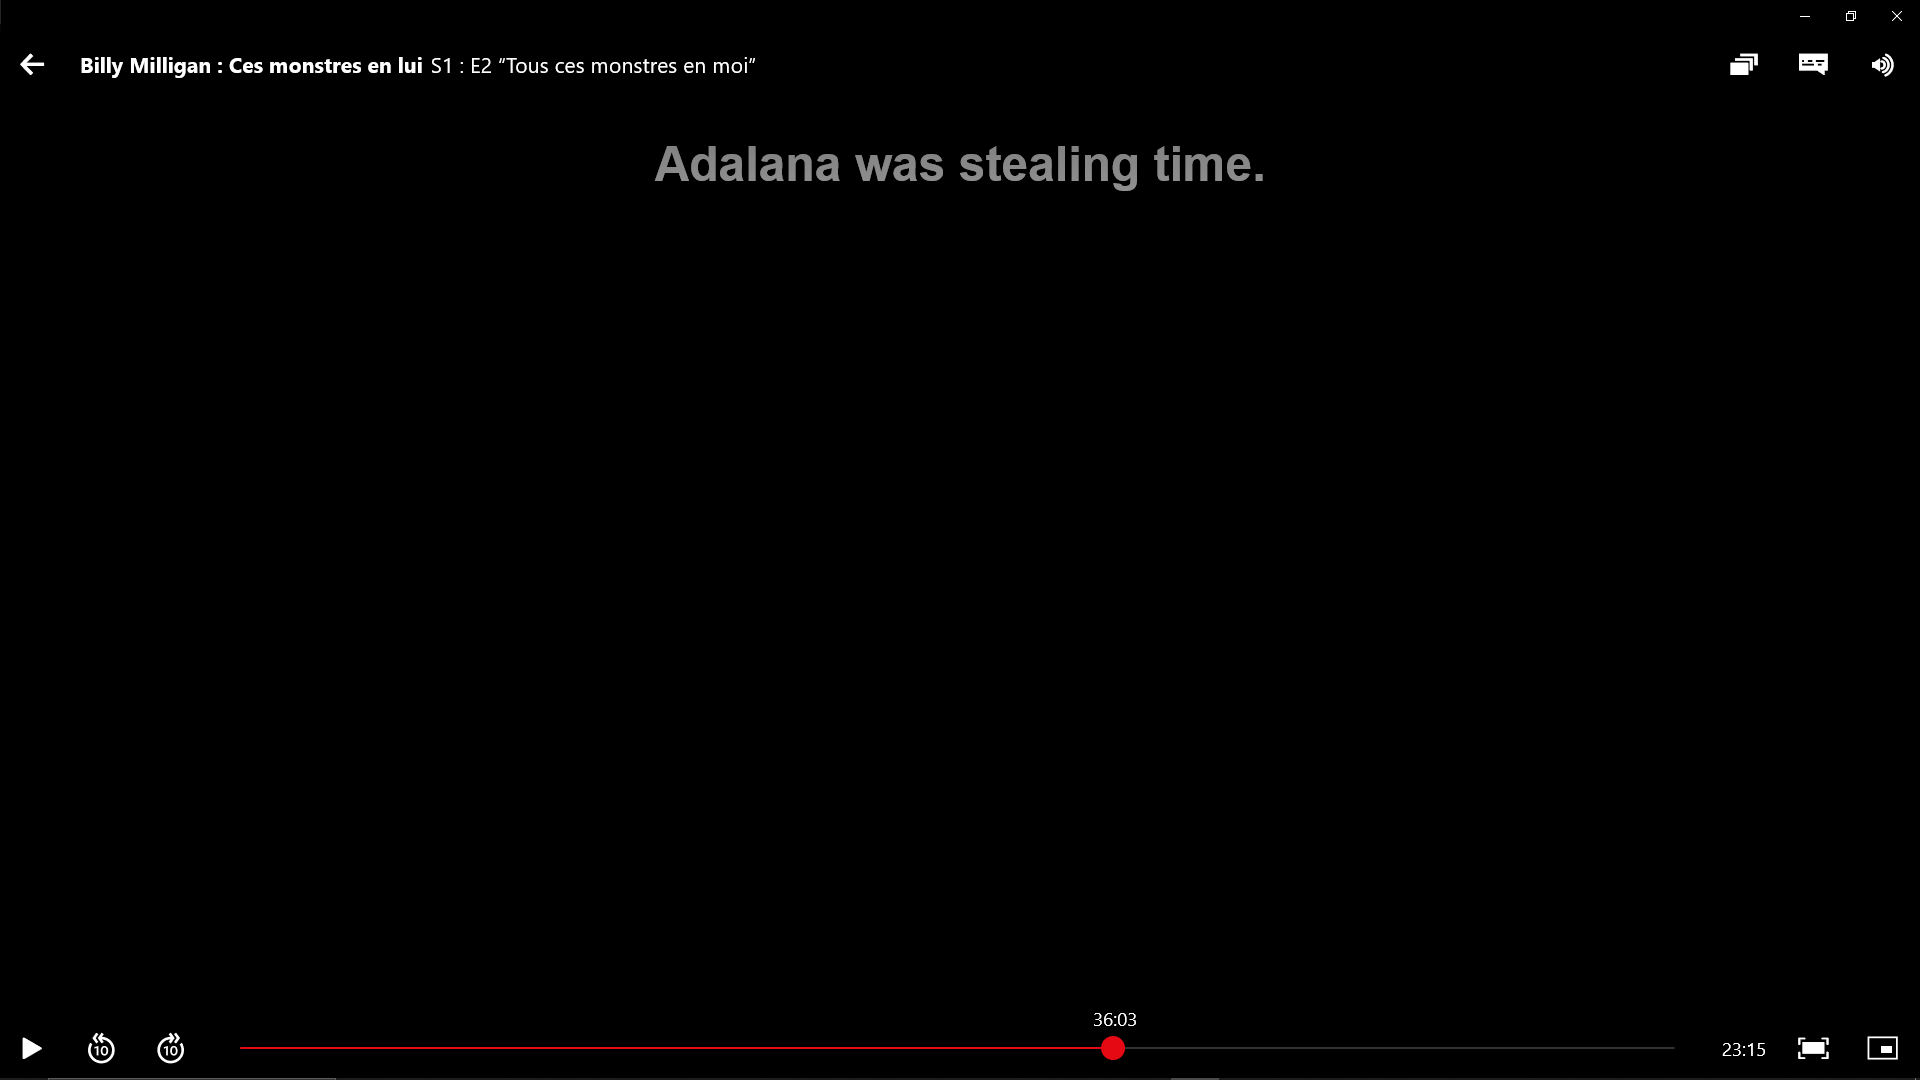 Billy Milligan : Ces monstres en lui S1 : E2 “Tous ces monstres en moi”
Adalana was stealing time.
36:03
10
10
23:15